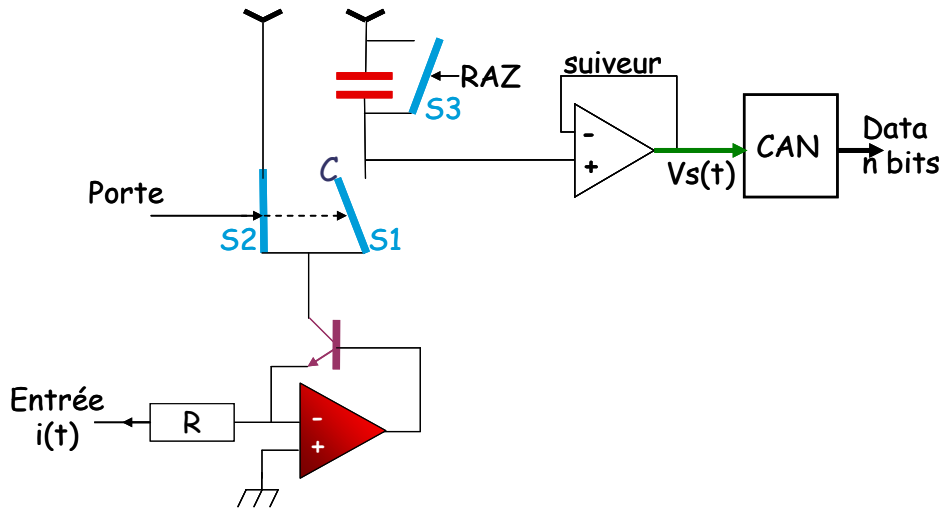 suiveur
RAZ
S3
-
+
CAN
Data
n bits
Vs(t)
C
Porte
S2
S1
Entrée
i(t)
R
-
+